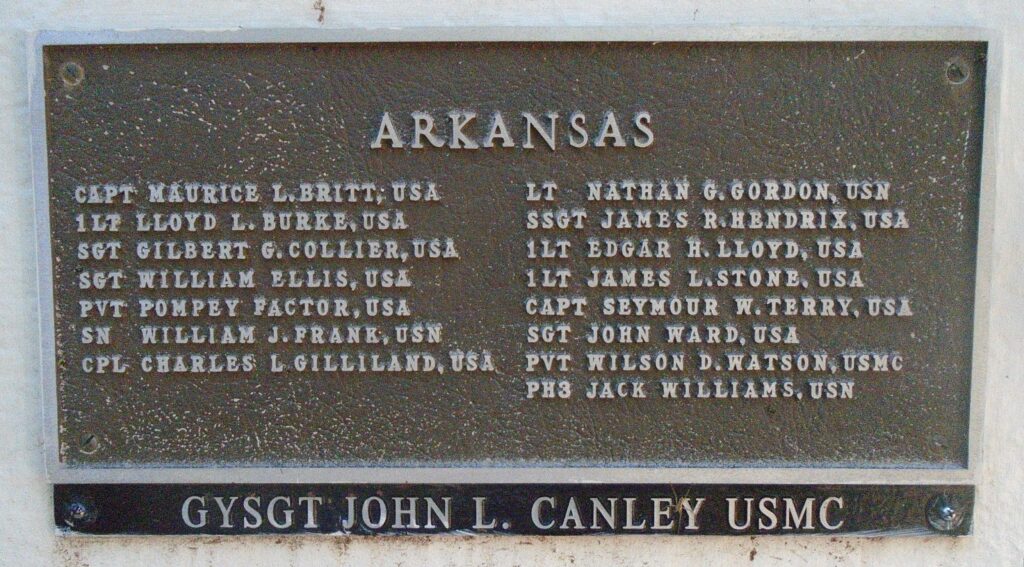 ARKANSAS
CAPT MAURICE L.BRITT, USA
1LT LLOYD L.BURKE, USA
SGT GILBERT G.COLLIER, USA
SGT WILLIAM ELLIS, USA
PVT POMPEY FACTOR, USA
SN WILLIAM J.FRANK, USN
CPL CHARLES L.GILLILAND, USA
LT NATHAN G.GORDON, USN
SSGT JAMES R.HENDRIX, USA
1LT EDGAR H.LLOYD, USA
1LT JAMES L.STONE, USA
CAPT SEYMOUR W.TERRY, USA
SGT JOHN WARD, USA
PVT WILSON D.WATSON, USMC
PH3 JACK WILLIAMS, USN
GYSGT JOHN L. CANLEY USMC